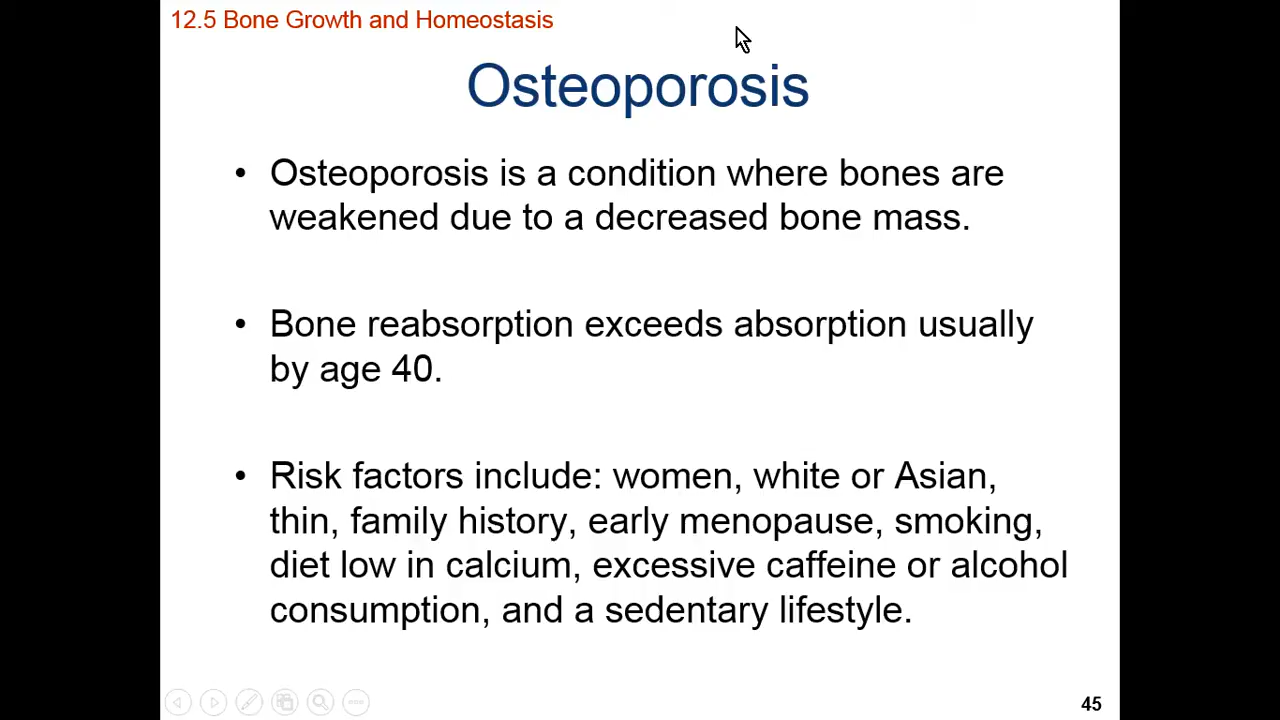 12.5 Bone Growth and Homeostasis
Osteoporosis
• Osteoporosis is a condition where bones are
weakened due to a decreased bone mass.
• Bone reabsorption exceeds absorption usually
by age 40.
• Risk factors include: women, white or Asian,
thin, family history, early menopause, smoking,
diet low in calcium, excessive caffeine or alcohol
consumption, and a sedentary lifestyle.
45